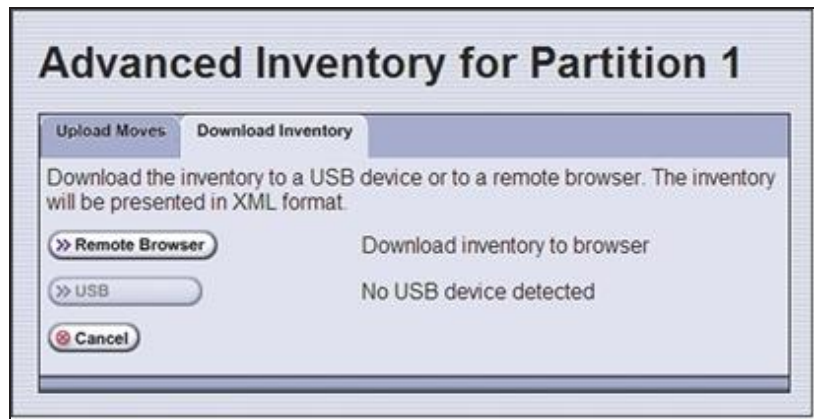 Advanced Inventory for Partition 1
Upload Moves Download Inventory
Download the inventory to a USB device or to a remote browser. The inventory
will be presented in XML format.
Remote Browser Download inventory to browser
USB No USB device detected
Cancel